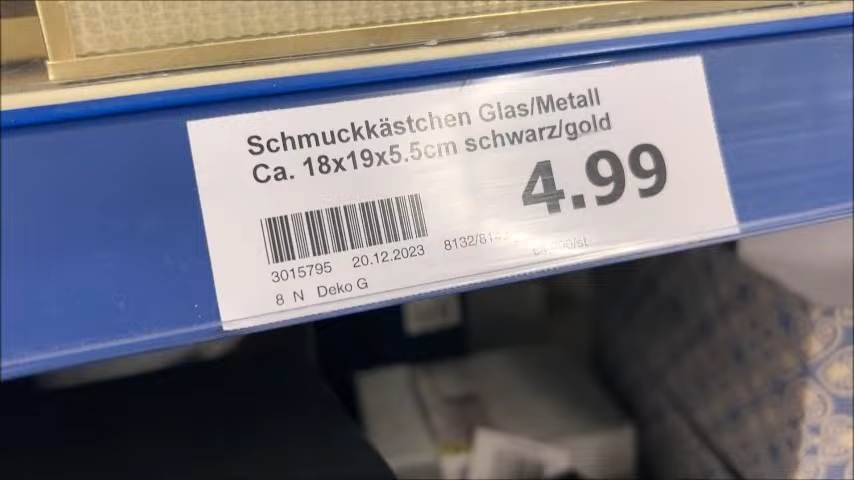 Schmuckkästchen Glas/Metall
Ca. 18x19x5.5cm schwarz/gold
4.99
3015795 20.12.2023
8 N Deko G